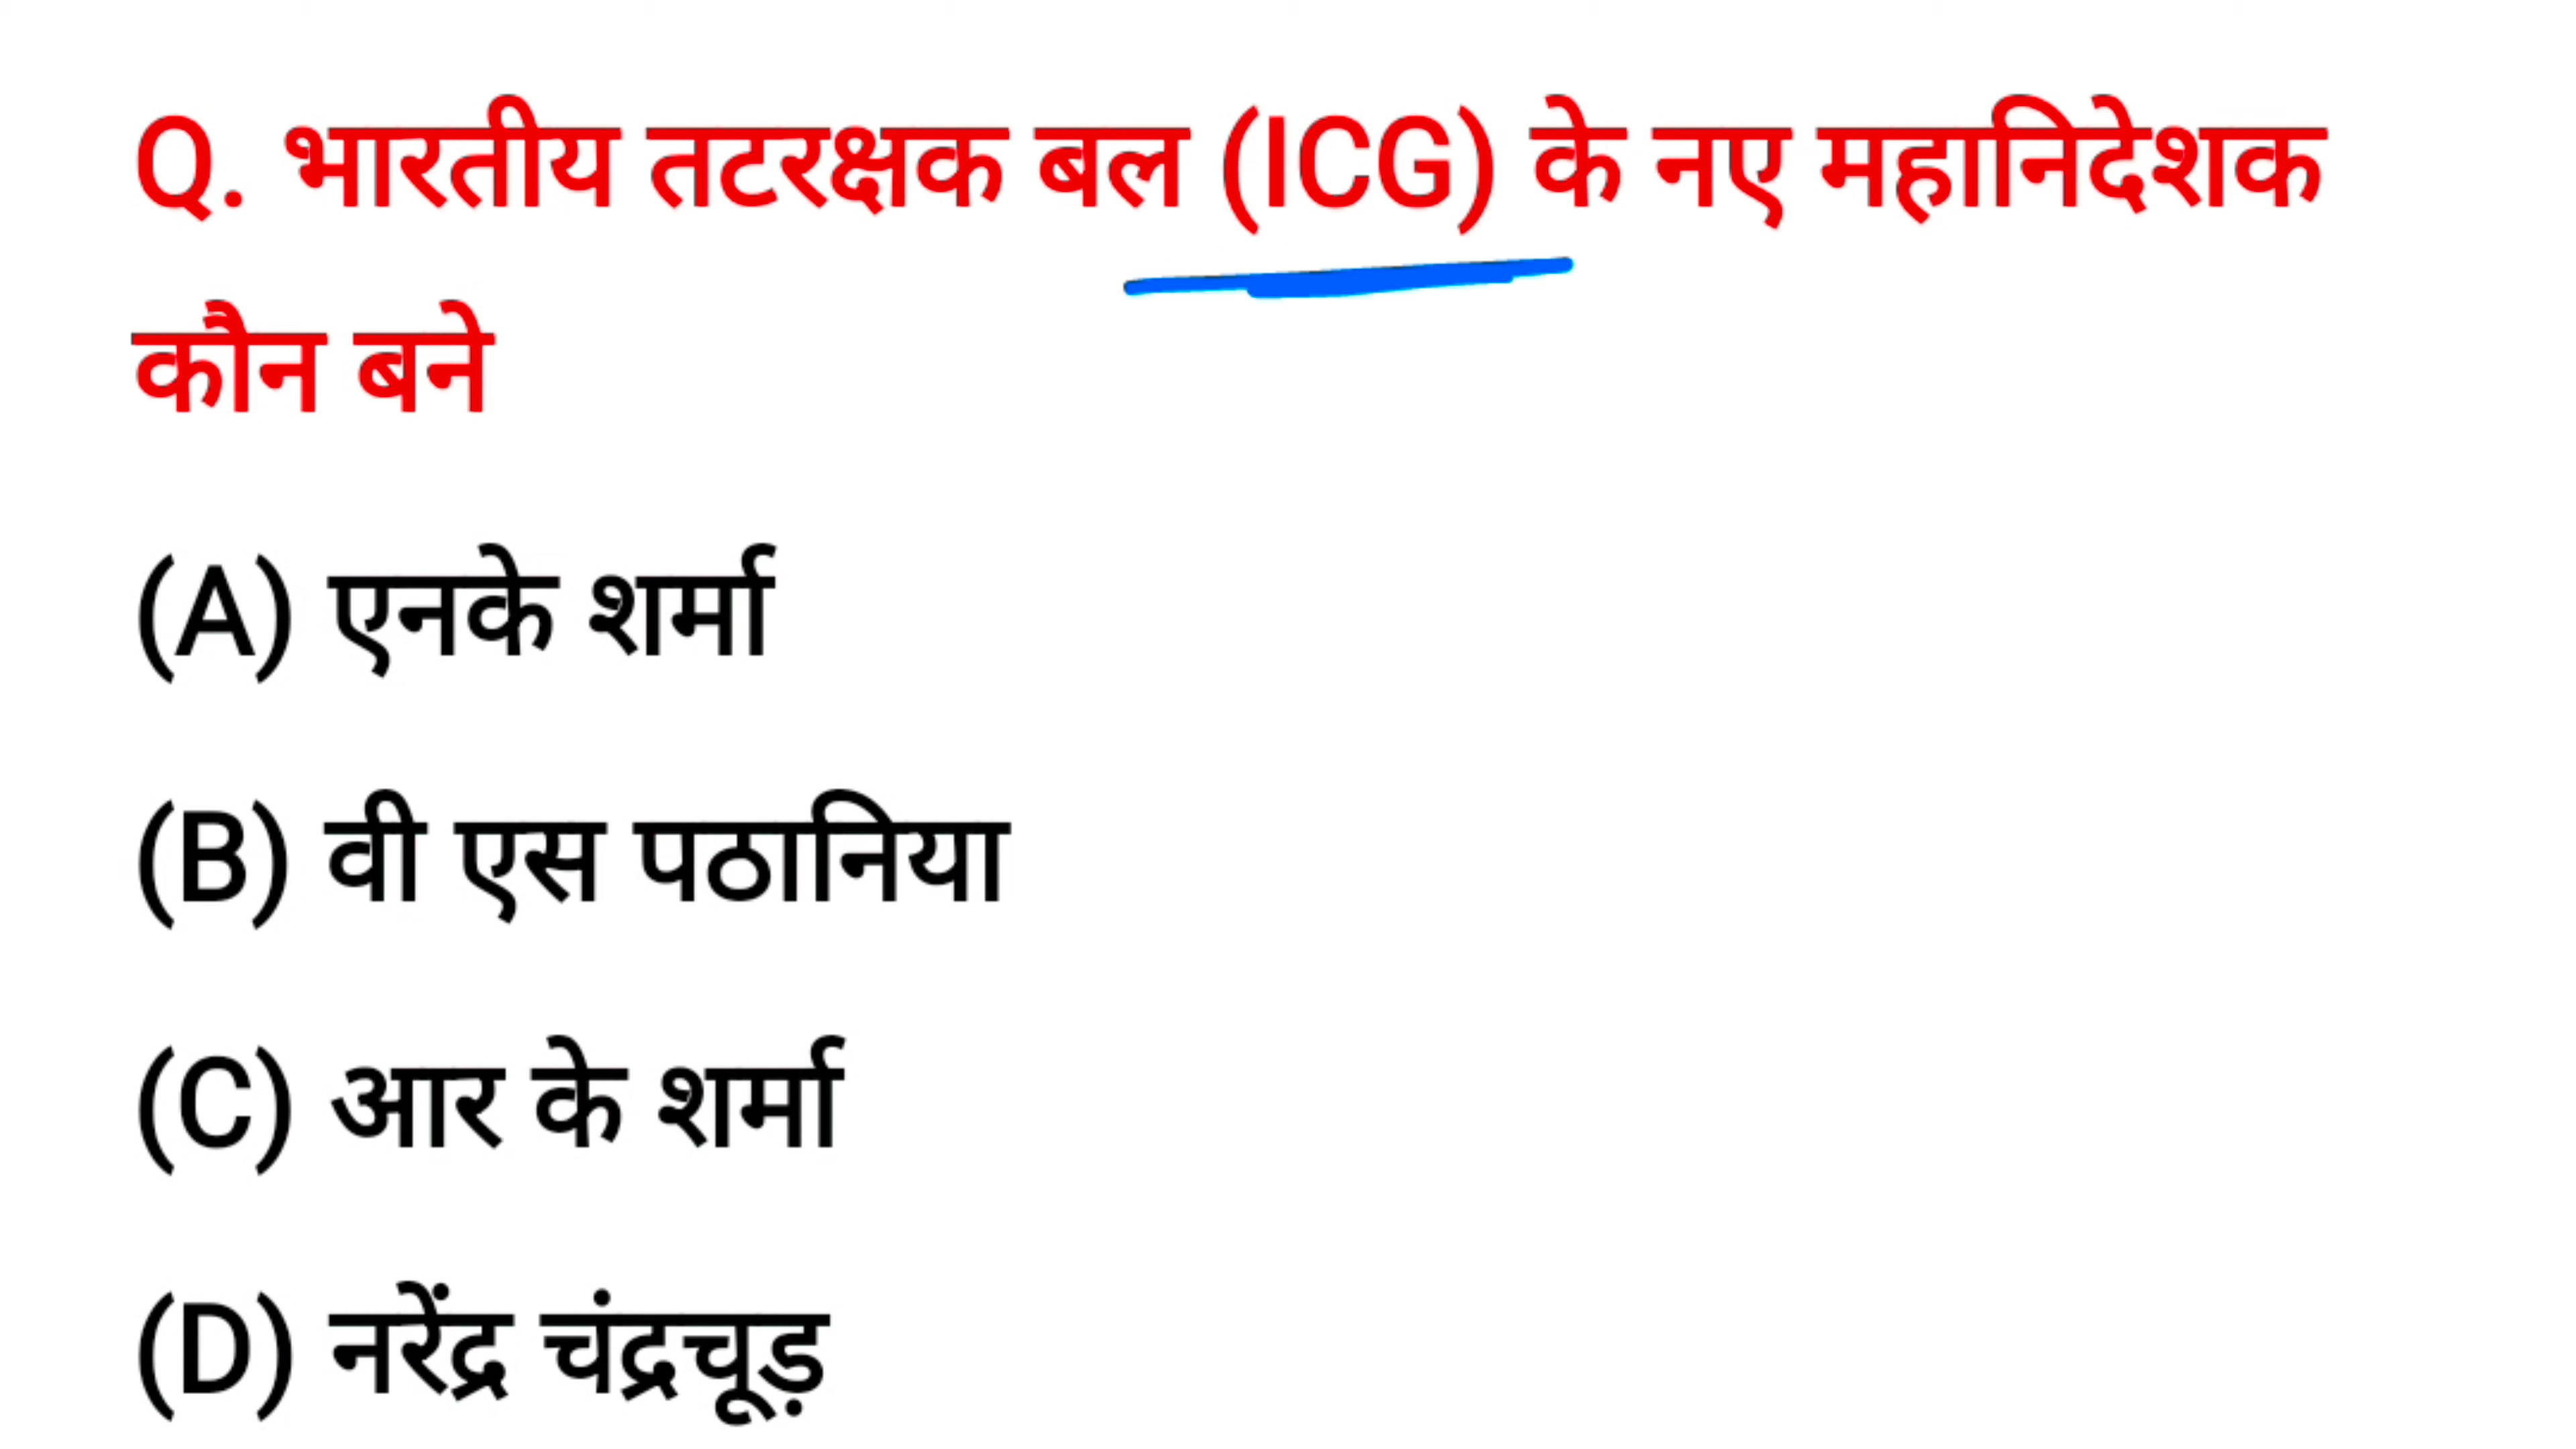 Q. भारतीय तटरक्षक बल (ICG) के नए महानिदेशक
कौन बने
(A) एनके शर्मा
(B) वी एस पठानिया
(C) आर के शर्मा
(D) नरेंद्र चंद्रचूड़